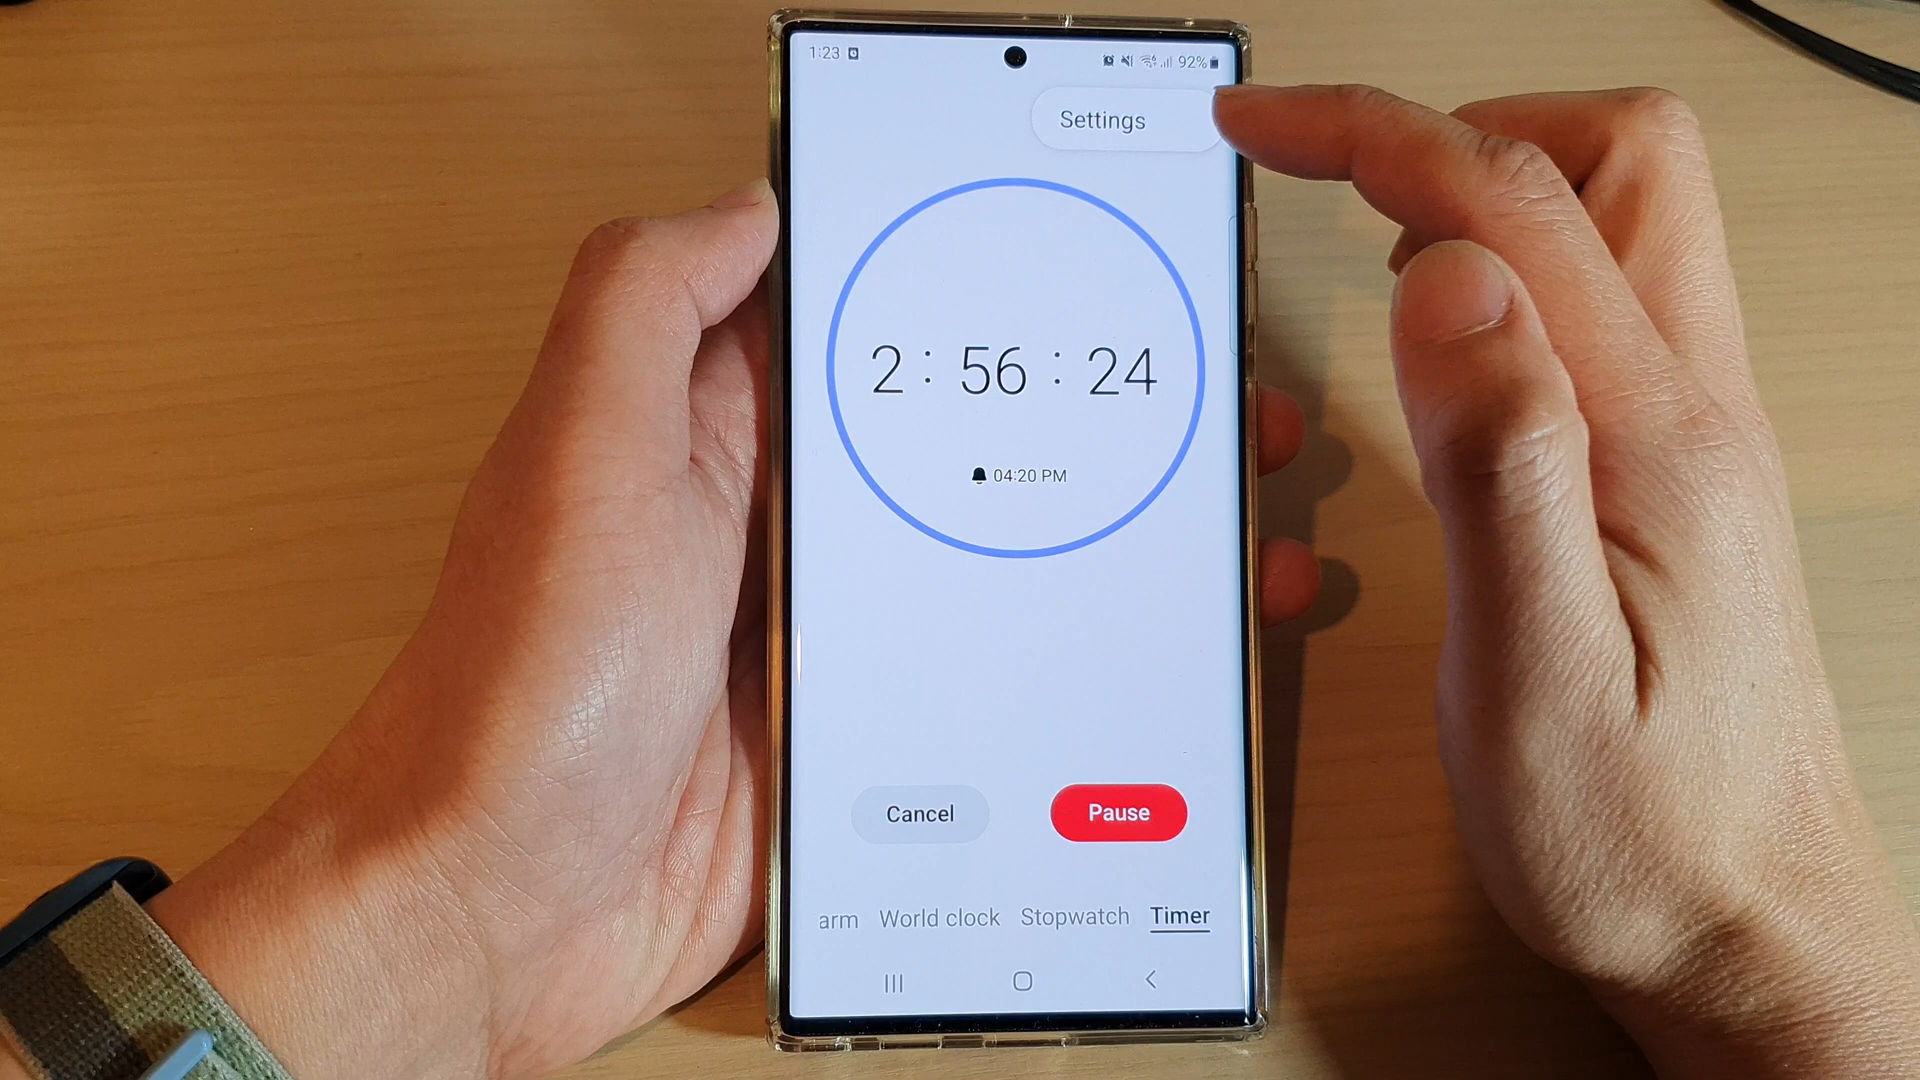 1:23 92%
Settings
2 : 56 : 24
04:20 PM
Cancel Pause
arm World clock Stopwatch Timer